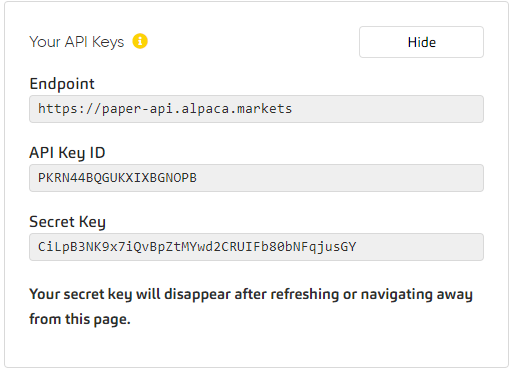 Your API Keys
Hide
Endpoint
https://paper-api.alpaca.markets
API Key ID
PKRN44BQGUKXIXBGNOPB
Secret Key
CiLpB3NK9x7iQvBpZtMYwd2CRUIFb80bNFqjusGY
Your secret key will disappear after refreshing or navigating away
from this page.